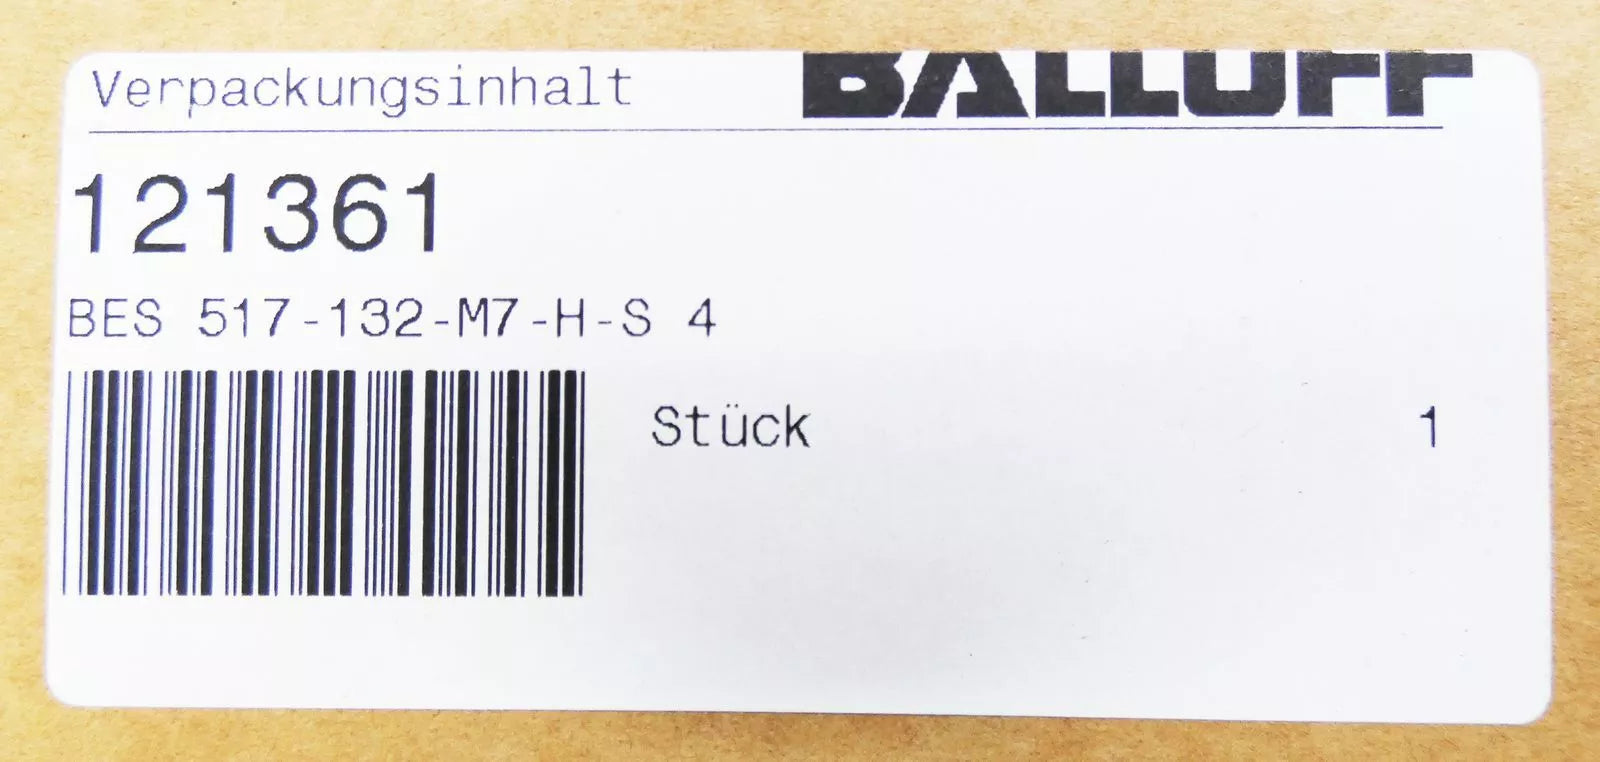 Verpackungsinhalt BALLUFF
121361
BES 517-132-M7-H-S 4
Stück 1